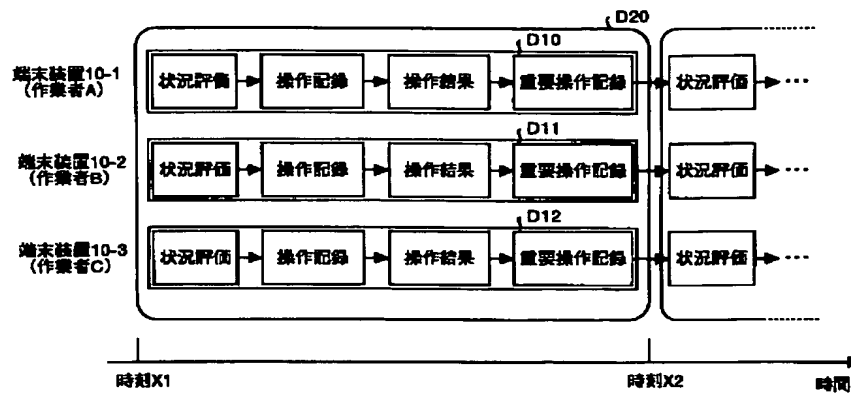 D20
D10
端末装置10-1
(作業者A)
状況評価
操作記録
操作結果
重要操作記録
状況評価
・・・
D11
端末装置10-2
(作業者B)
状況評価
操作記録
操作結果
重要操作記録
状況評価
・・・
D12
端末装置10-3
(作業者C)
状況評価
操作記録
操作結果
重要操作記録
状況評価
・・・
時刻X1
時刻X2
時間